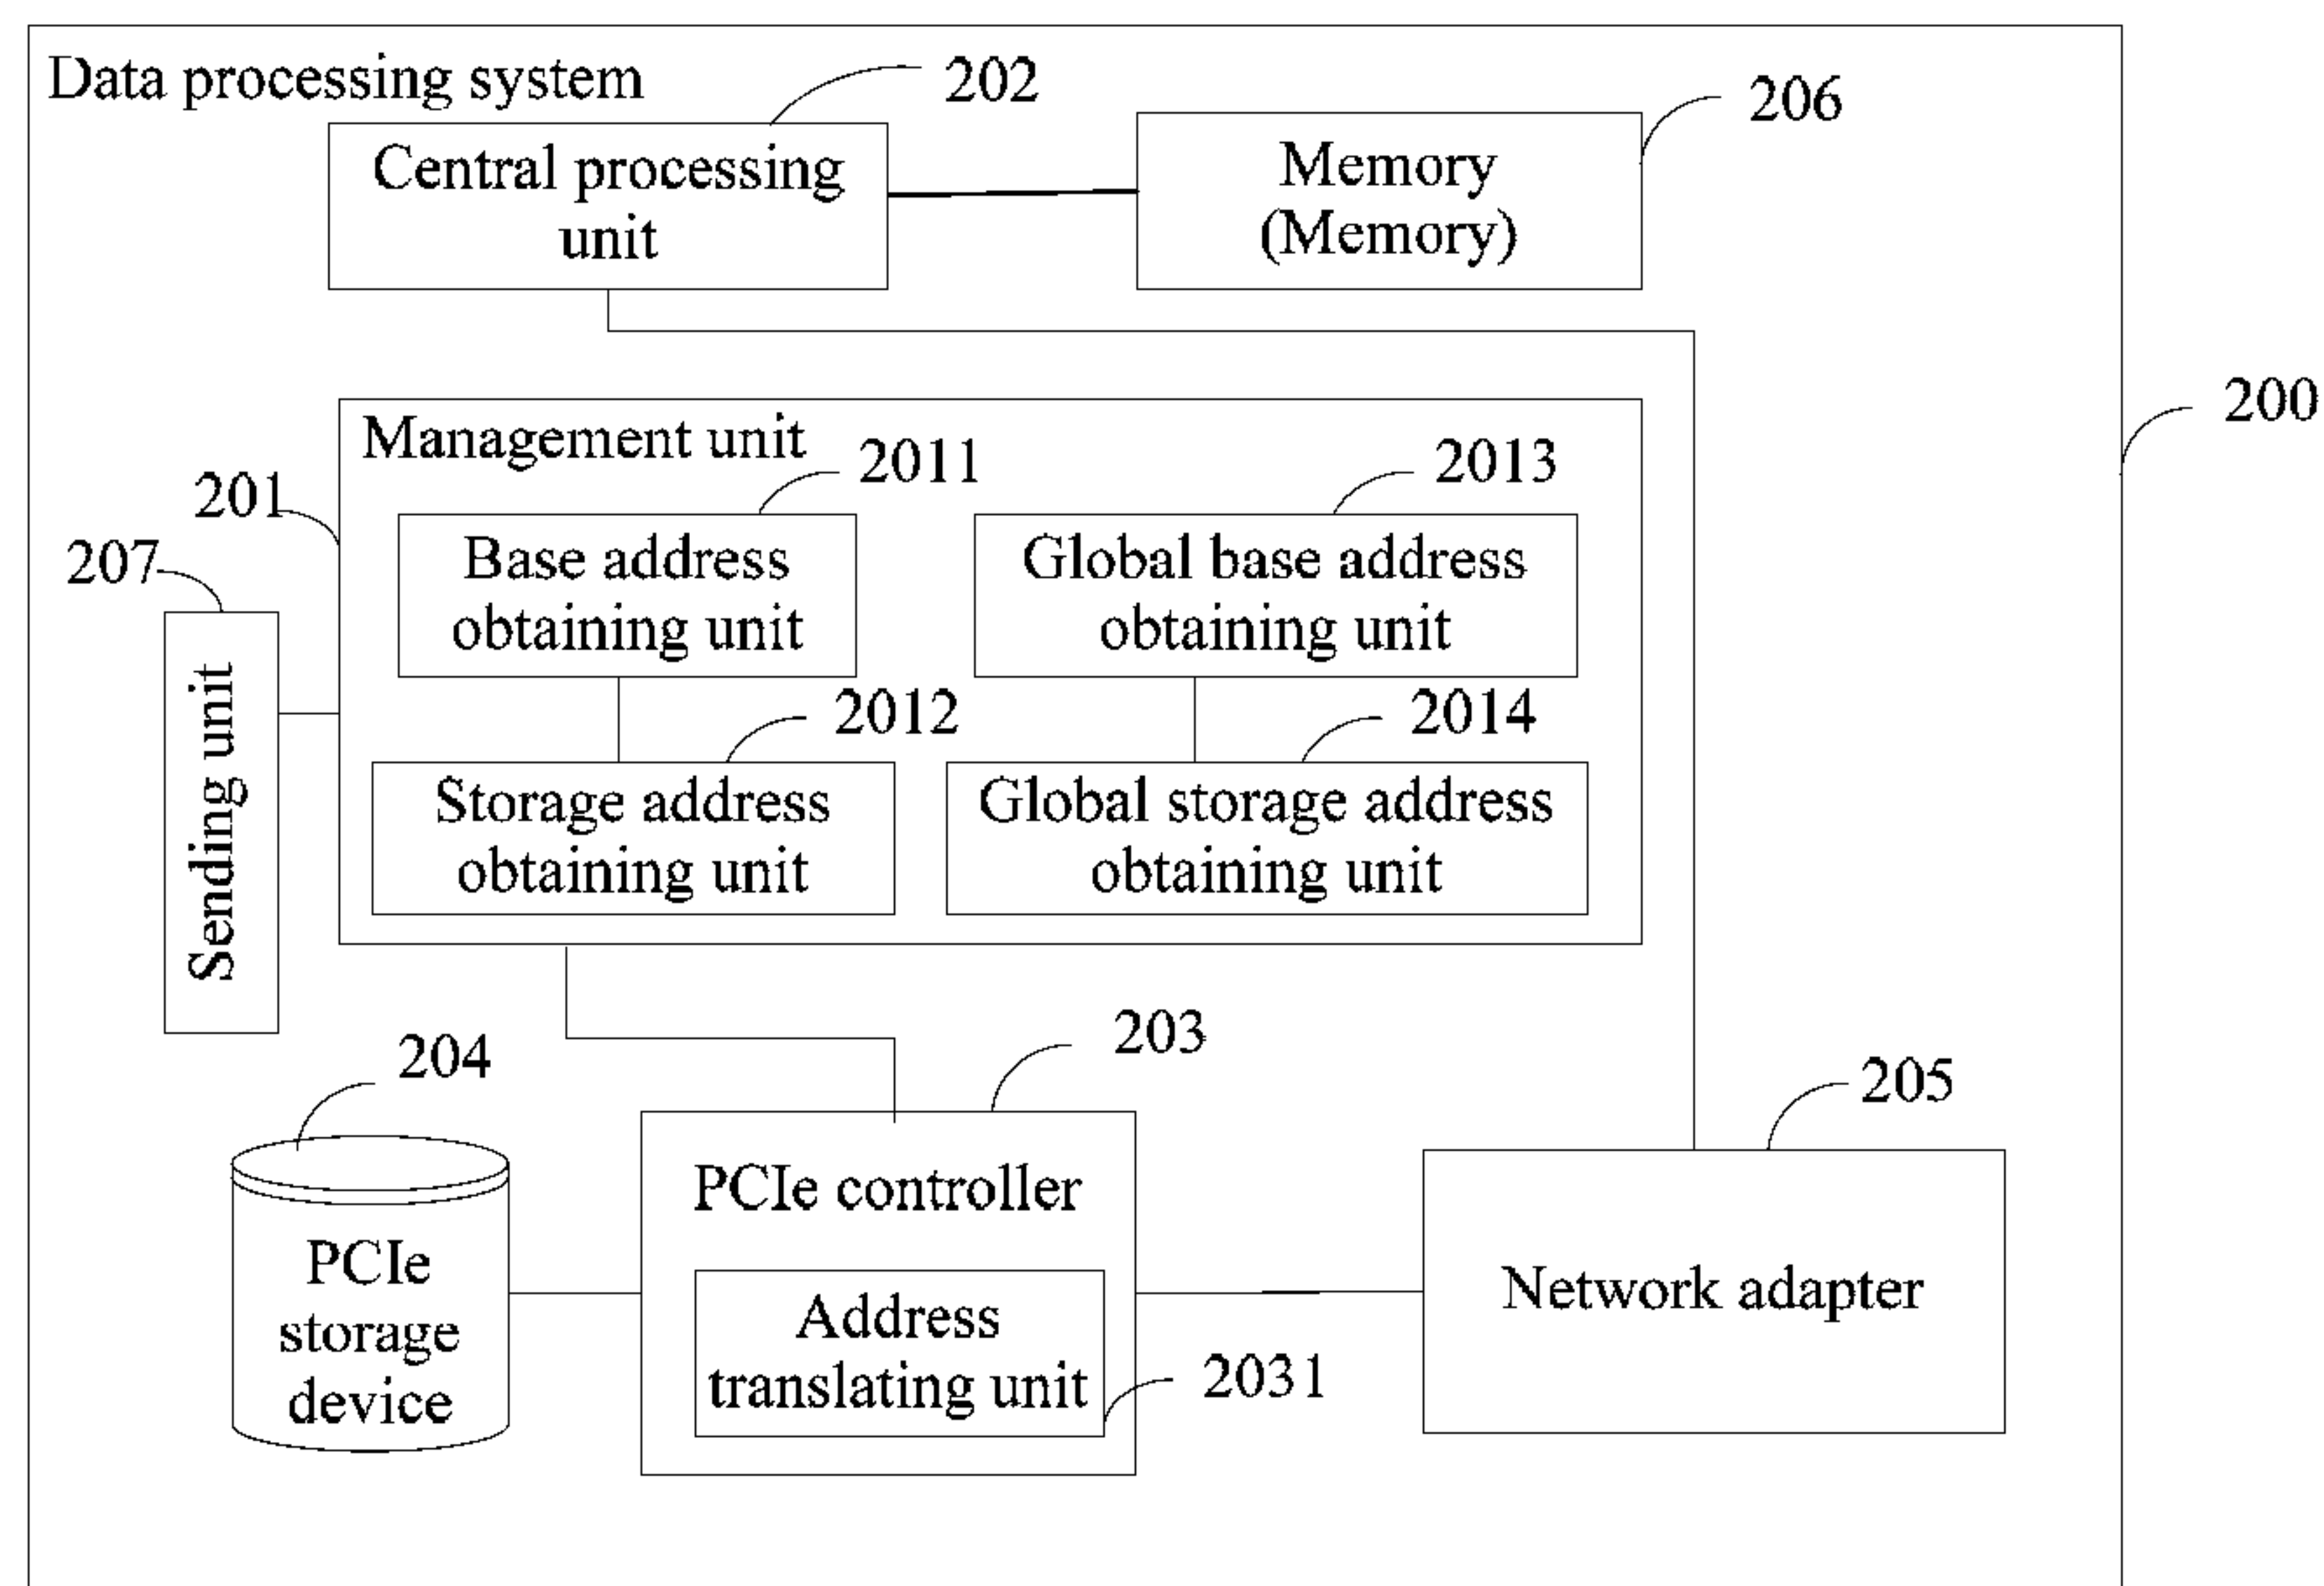 Data processing system
202
206
Central processing
unit
Memory
(Memory)
200
Management unit
2011
2013
201
207
Base address
obtaining unit
Global base address
obtaining unit
2012
2014
Sending unit
Storage address
obtaining unit
Global storage address
obtaining unit
203
204
205
PCIe controller
PCIe
storage
device
Network adapter
Address
translating unit
2031